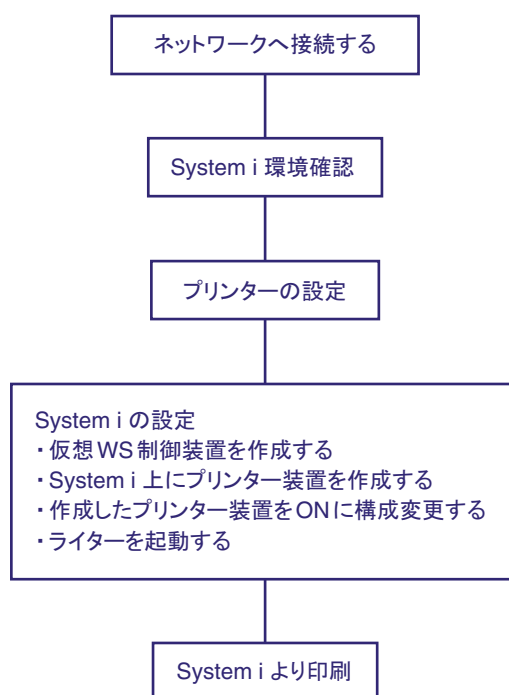 ネットワークへ接続する
System i 環境確認
プリンターの設定
System i の設定
・仮想WS制御装置を作成する
・System i 上にプリンター装置を作成する
・作成したプリンター装置をONに構成変更する
・ライターを起動する
System i より印刷